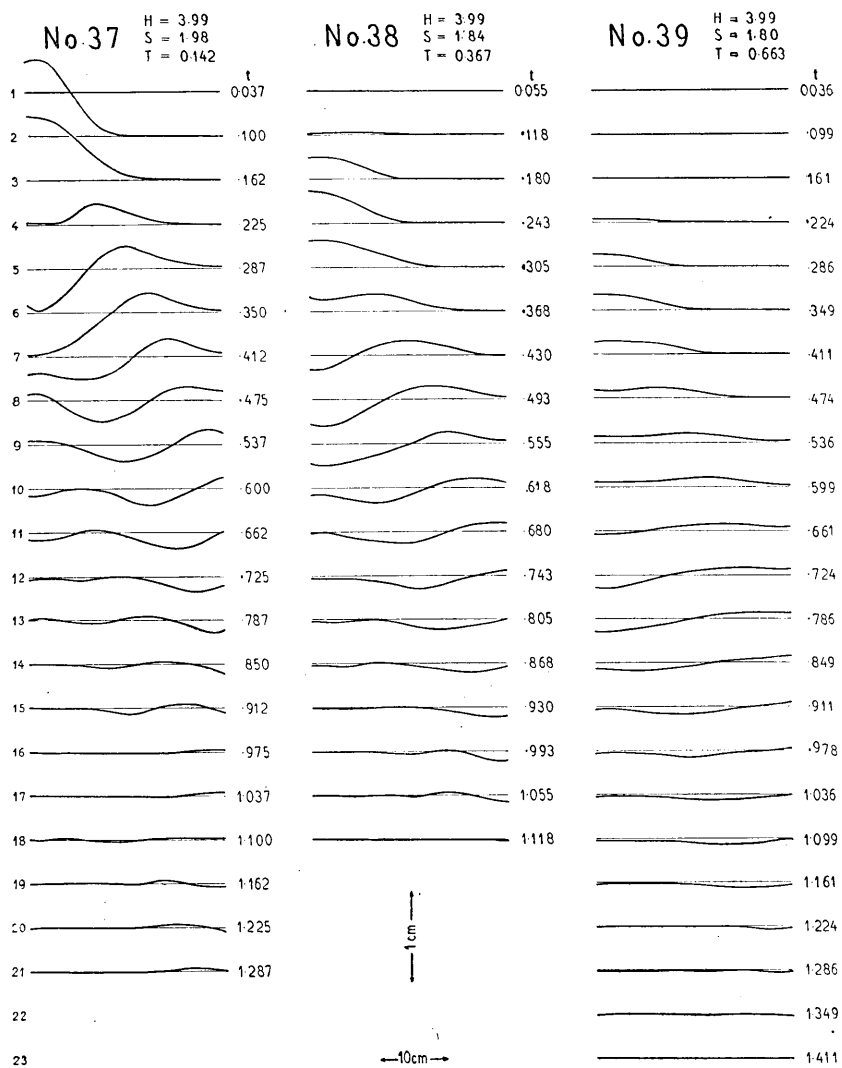 No.37 H = 3.99 S = 1.98 T = 0.142
No.38 H = 3.99 S = 1.84 T = 0.367
No.39 H = 3.99 S = 1.80 T = 0.663
t t t
1 0.037 0.055 0.036
2 .100 .118 .099
3 .162 .180 .161
4 .225 .243 .224
5 .287 .305 .286
6 .350 .368 .349
7 .412 .430 .411
8 .475 .493 .474
9 .537 .555 .536
10 .600 .618 .599
11 .662 .680 .661
12 .725 .743 .724
13 .787 .805 .786
14 .850 .868 .849
15 .912 .930 .911
16 .975 .993 .978
17 1.037 1.055 1.036
18 1.100 1.118 1.099
19 1.162 1.161
20 1.225 1.224
21 1.287 1.286
22 1.349
23 1.411
1cm
10cm